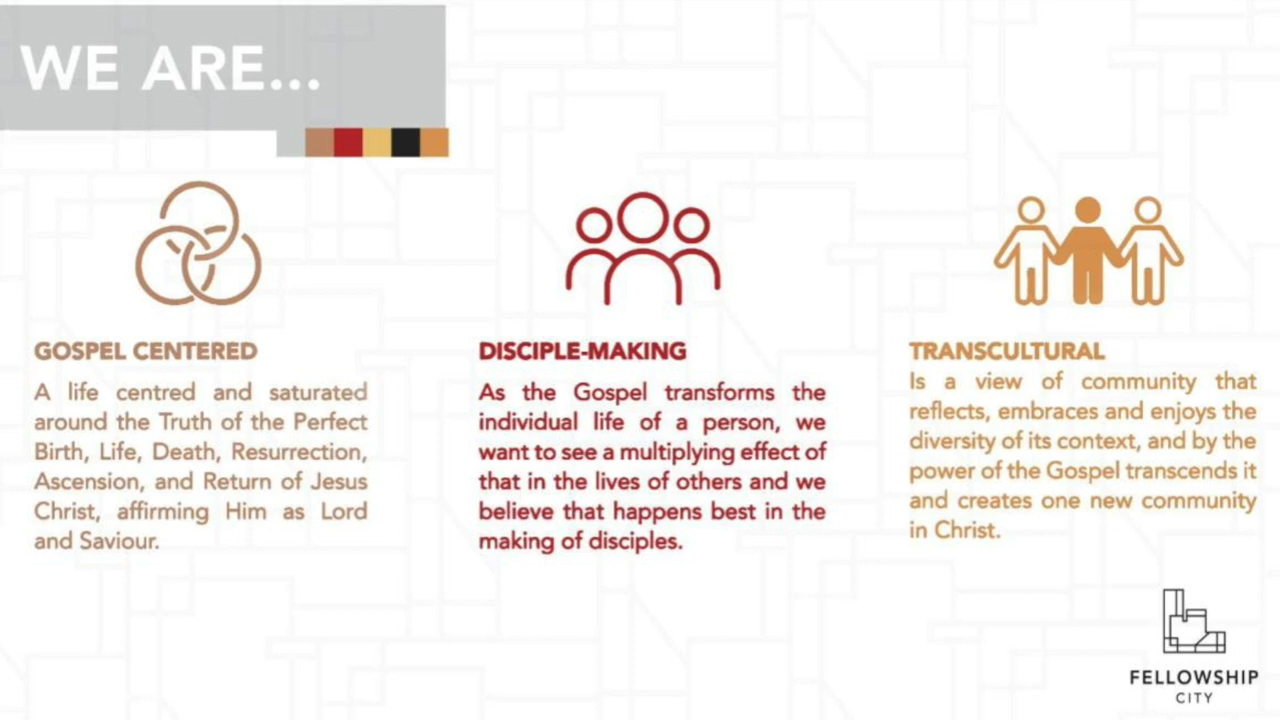 WE ARE...
GOSPEL CENTERED
A life centred and saturated
around the Truth of the Perfect
Birth, Life, Death, Resurrection,
Ascension, and Return of Jesus
Christ, affirming Him as Lord
and Saviour.
DISCIPLE-MAKING
As the Gospel transforms the
individual life of a person, we
want to see a multiplying effect of
that in the lives of others and we
believe that happens best in the
making of disciples.
TRANSCULTURAL
Is a view of community that
reflects, embraces and enjoys the
diversity of its context, and by the
power of the Gospel transcends it
and creates one new community
in Christ.
FELLOWSHIP
CITY